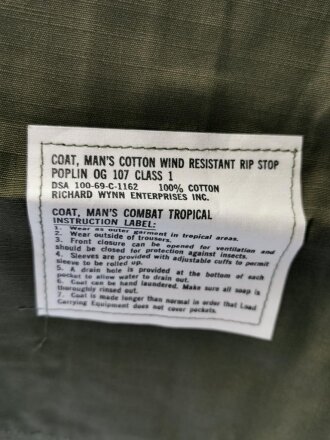 COAT, MAN'S COTTON WIND RESISTANT RIP STOP
POPLIN OG 107 CLASS 1
DSA 100-69-C-1162 100% COTTON
RICHARD WYNN ENTERPRISES INC.
COAT, MAN'S COMBAT TROPICAL
INSTRUCTION LABEL:
1. Wear as outer garment in tropical areas.
2. Wear outside of trousers.
3. Front closure can be opened for ventilation and
should be closed for protection against insects.
4. Sleeves are provided with adjustable cuffs to permit
sleeve to be rolled up.
5. A drain hole is provided at the bottom of each
pocket to allow water to drain out.
6. Coat can be hand laundered. Make sure all soap is
thoroughly rinsed out.
7. Coat is made longer than normal in order that Load
Carrying Equipment does not cover pockets.